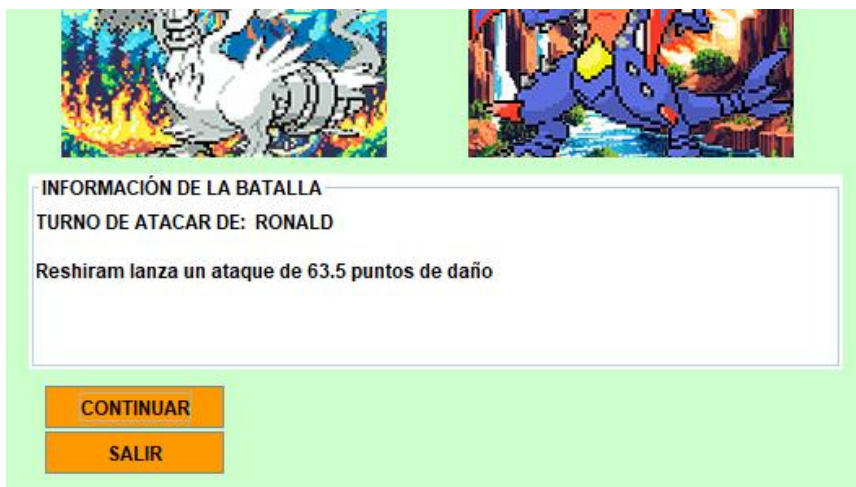 INFORMACIÓN DE LA BATALLA
TURNO DE ATACAR DE: RONALD
Reshiram lanza un ataque de 63.5 puntos de daño
CONTINUAR
SALIR